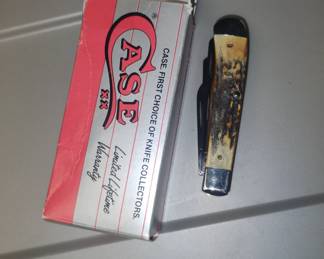 CASE
XX
CASE, FIRST CHOICE OF KNIFE COLLECTORS.
Limited Lifetime
Warranty